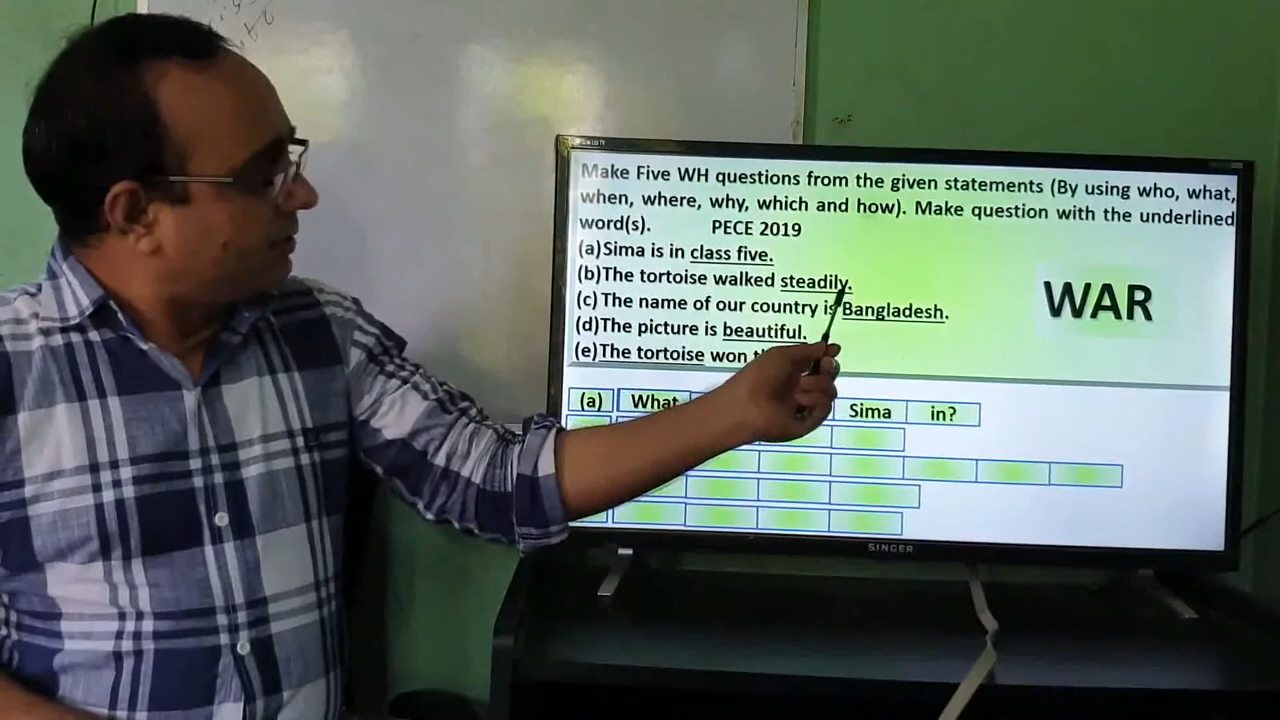 Make Five WH questions from the given statements (By using who, what,
when, where, why, which and how). Make question with the underlined
word(s). PECE 2019
(a)Sima is in class five.
(b)The tortoise walked steadily.
(c) The name of our country is Bangladesh.
(d)The picture is beautiful.
(e)The tortoise won
WAR
(a) What Sima in?
SINGER